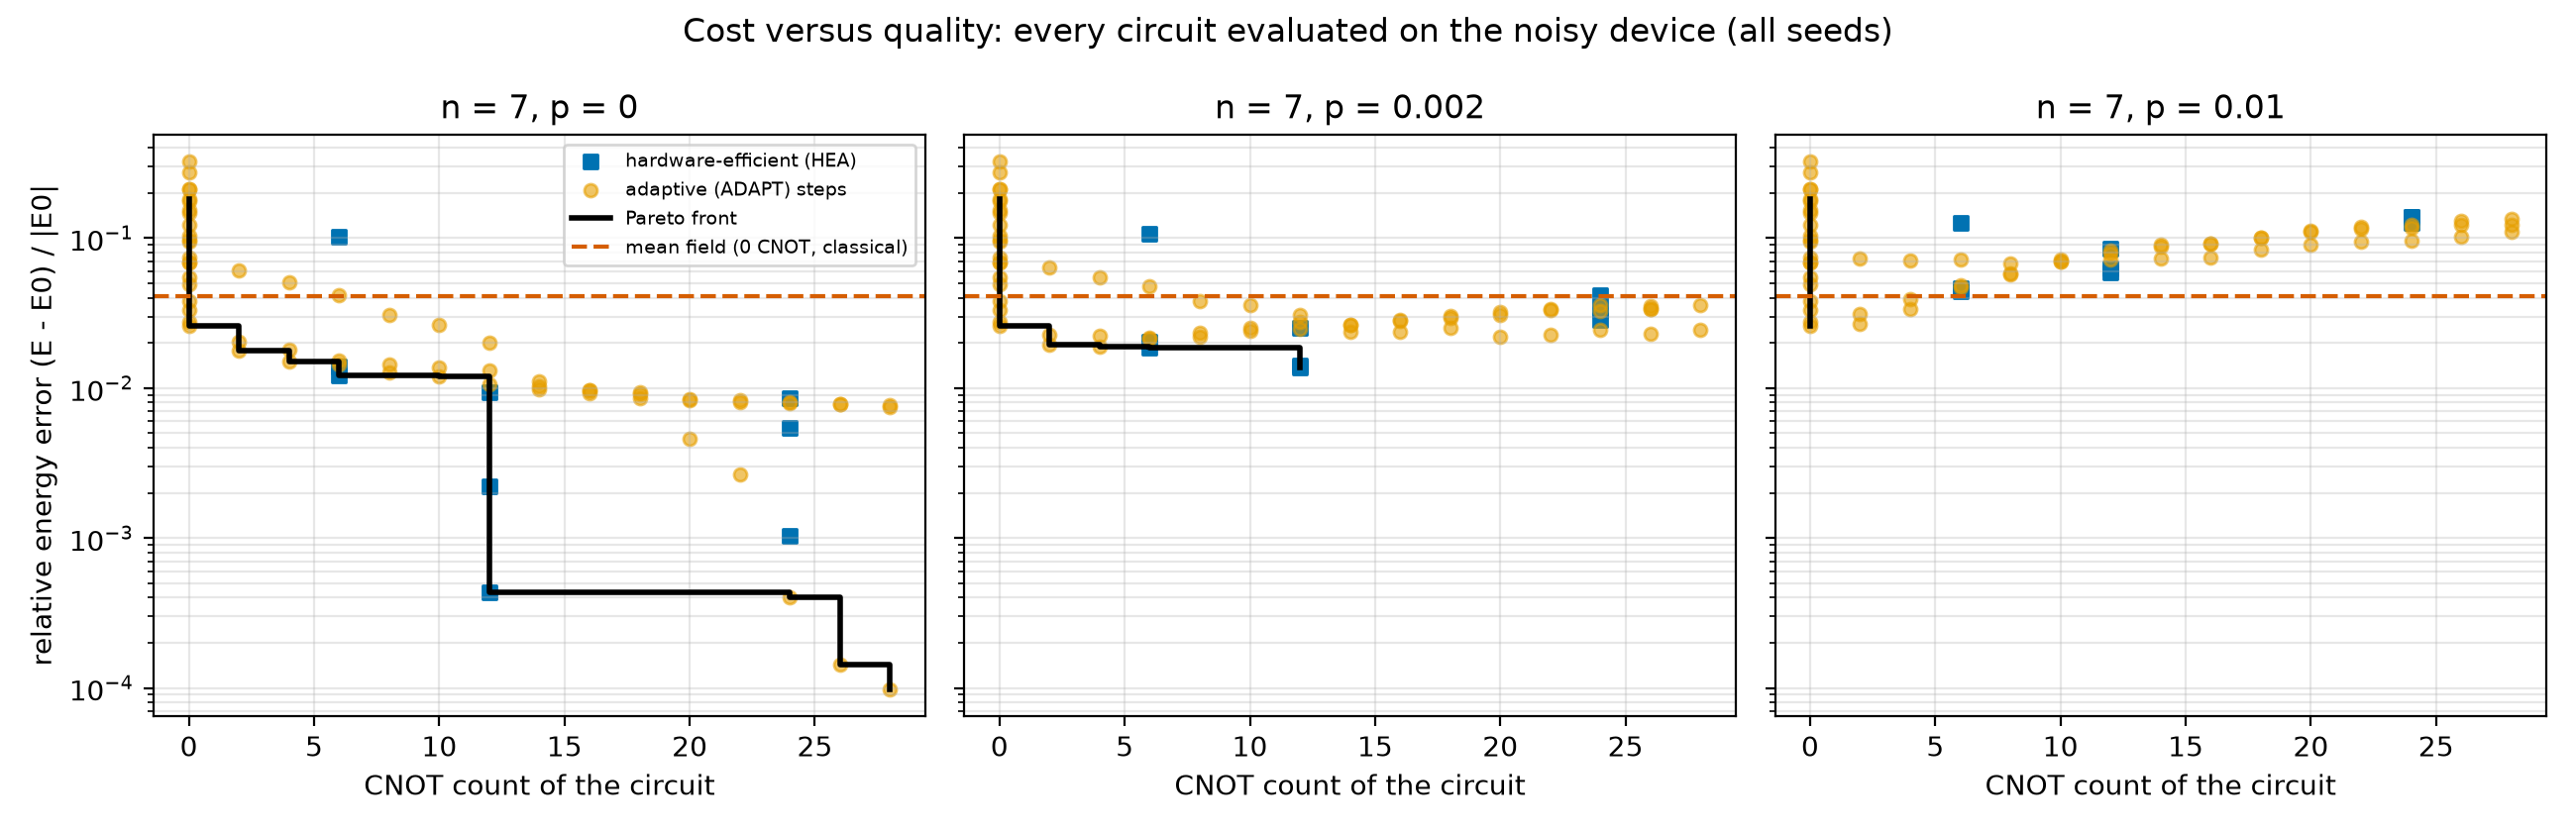 Cost versus quality: every circuit evaluated on the noisy device (all seeds)
n = 7, p = 0
n = 7, p = 0.002
n = 7, p = 0.01
relative energy error (E - E0) / |E0|
10⁻¹
10⁻²
10⁻³
10⁻⁴
hardware-efficient (HEA)
adaptive (ADAPT) steps
Pareto front
mean field (0 CNOT, classical)
0 5 10 15 20 25
0 5 10 15 20 25
0 5 10 15 20 25
CNOT count of the circuit
CNOT count of the circuit
CNOT count of the circuit